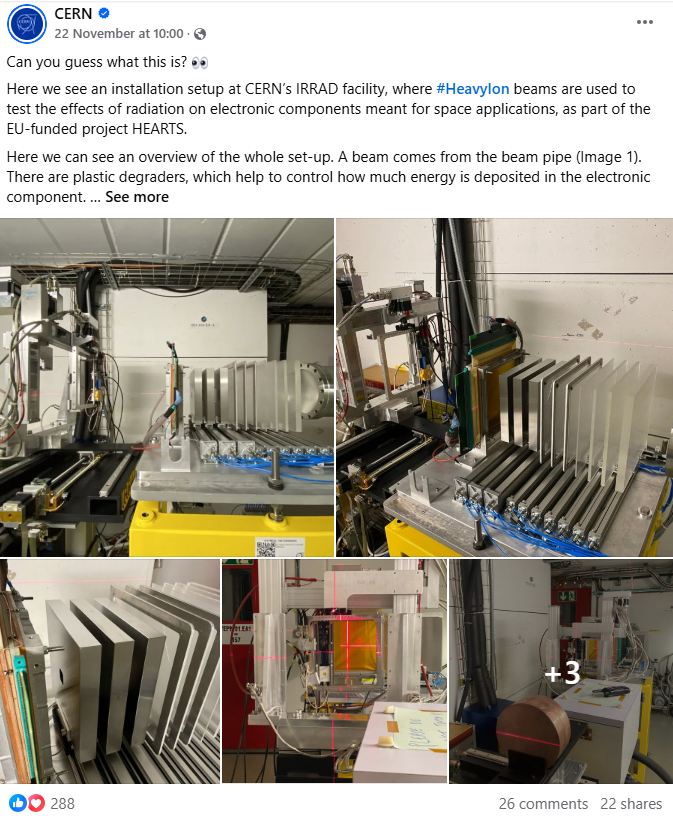 CERN
22 November at 10:00 ·
Can you guess what this is? 👀
Here we see an installation setup at CERN's IRRAD facility, where #HeavyIon beams are used to
test the effects of radiation on electronic components meant for space applications, as part of the
EU-funded project HEARTS.
Here we can see an overview of the whole set-up. A beam comes from the beam pipe (Image 1).
There are plastic degraders, which help to control how much energy is deposited in the electronic
component. ... See more
+3
288
26 comments 22 shares